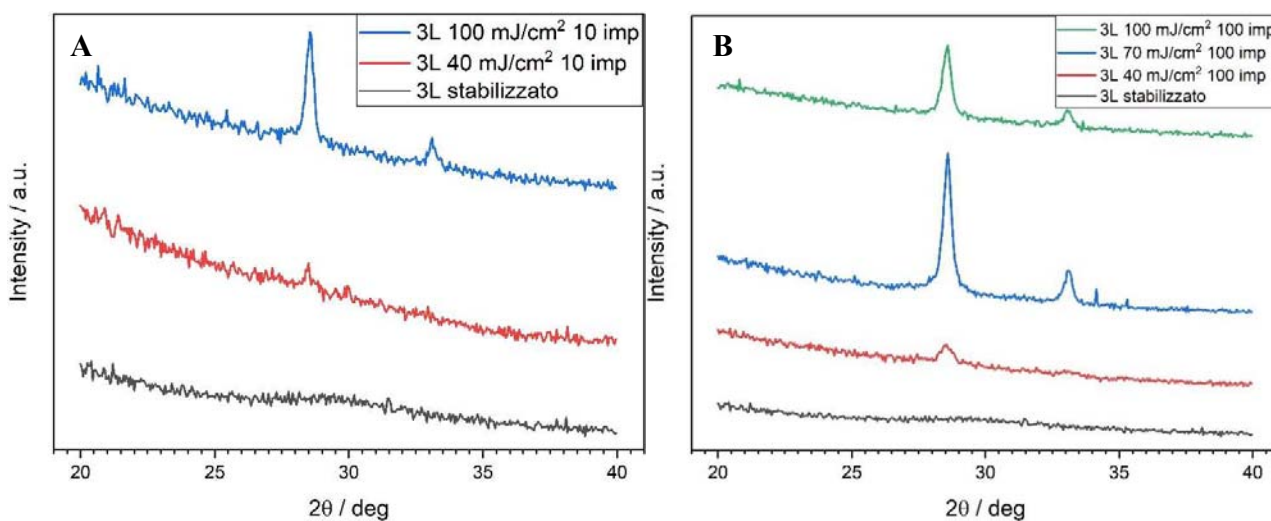 A
3L 100 mJ/cm² 10 imp
3L 40 mJ/cm² 10 imp
3L stabilizzato
Intensity / a.u.
20 25 30 35 40
2θ / deg
B
3L 100 mJ/cm² 100 imp
3L 70 mJ/cm² 100 imp
3L 40 mJ/cm² 100 imp
3L stabilizzato
Intensity / a.u.
20 25 30 35 40
2θ / deg